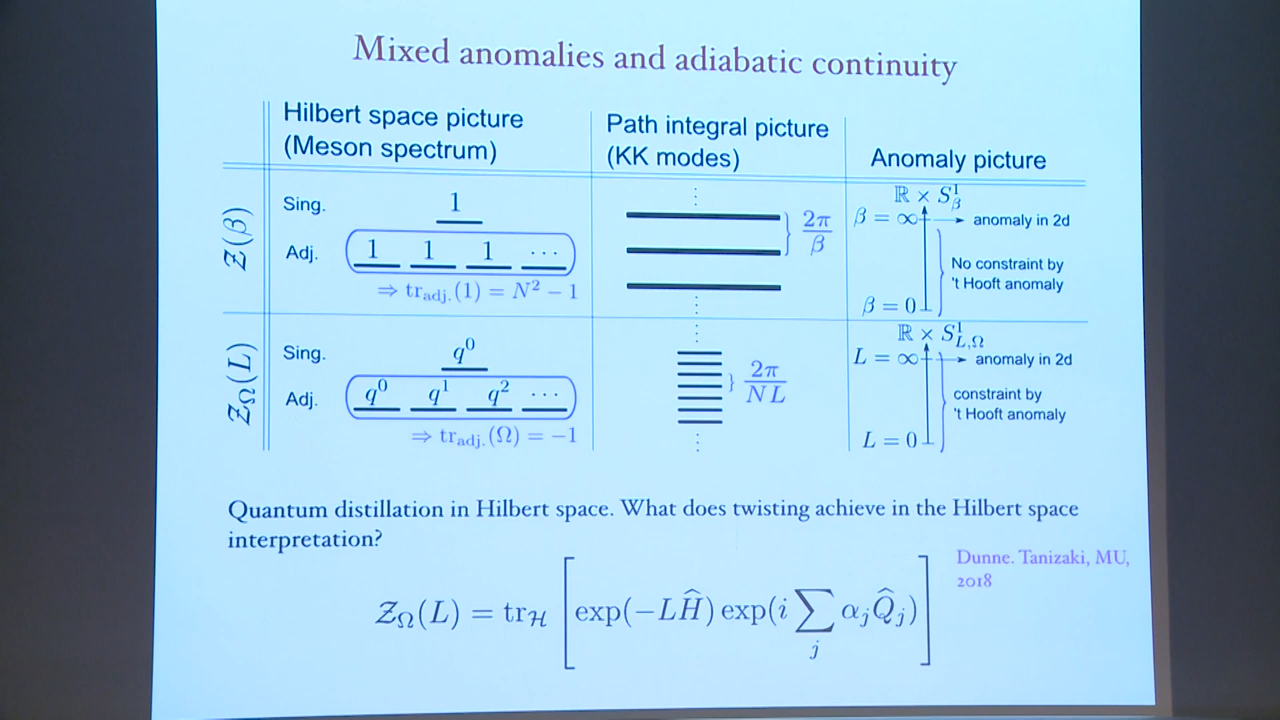 Mixed anomalies and adiabatic continuity
Hilbert space picture
(Meson spectrum)
Path integral picture
(KK modes)
Anomaly picture
Z(β)
Sing.
1
Adj.
1 1 1 ⋯
⇒ tr_adj.(1) = N² − 1
⋮
2π/β
⋮
ℝ × S¹_β
β = ∞
anomaly in 2d
No constraint by
't Hooft anomaly
β = 0
Z_Ω(L)
Sing.
q⁰
Adj.
q⁰ q¹ q² ⋯
⇒ tr_adj.(Ω) = −1
2π/NL
⋮
ℝ × S¹_L,Ω
L = ∞
anomaly in 2d
constraint by
't Hooft anomaly
L = 0
Quantum distillation in Hilbert space. What does twisting achieve in the Hilbert space
interpretation?
Dunne. Tanizaki, MU,
2018
Z_Ω(L) = tr_H [exp(−LĤ) exp(i ∑_j α_j Q̂_j)]